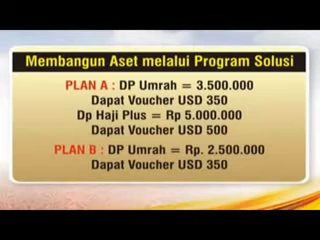 Membangun Aset melalui Program Solusi
PLAN A : DP Umrah = 3.500.000
Dapat Voucher USD 350
Dp Haji Plus = Rp 5.000.000
Dapat Voucher USD 500
PLAN B : DP Umrah = Rp. 2.500.000
Dapat Voucher USD 350